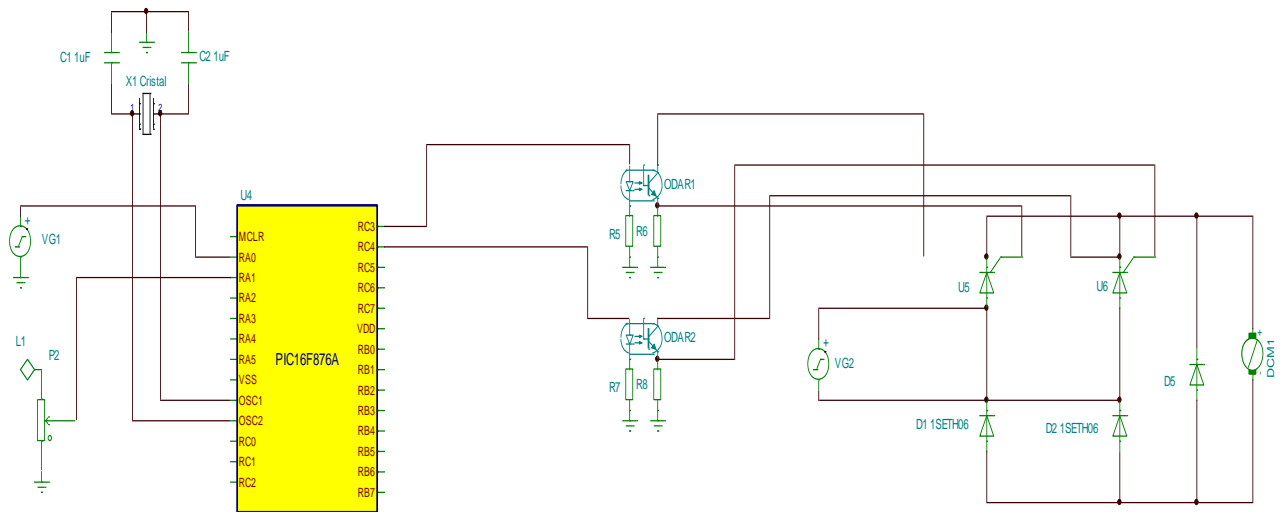 C1 1uF
C2 1uF
X1 Cristal
1
2
U4
VG1
+
MCLR
RA0
RA1
RA2
RA3
RA4
RA5
VSS
OSC1
OSC2
RC0
RC1
RC2
PIC16F876A
RC3
RC4
RC5
RC6
RC7
VDD
RB0
RB1
RB2
RB3
RB4
RB5
RB6
RB7
L1
P2
ODAR1
R5
R6
ODAR2
R7
R8
U5
U6
+
VG2
D1 1SETH06
D2 1SETH06
D5
+
DCM1